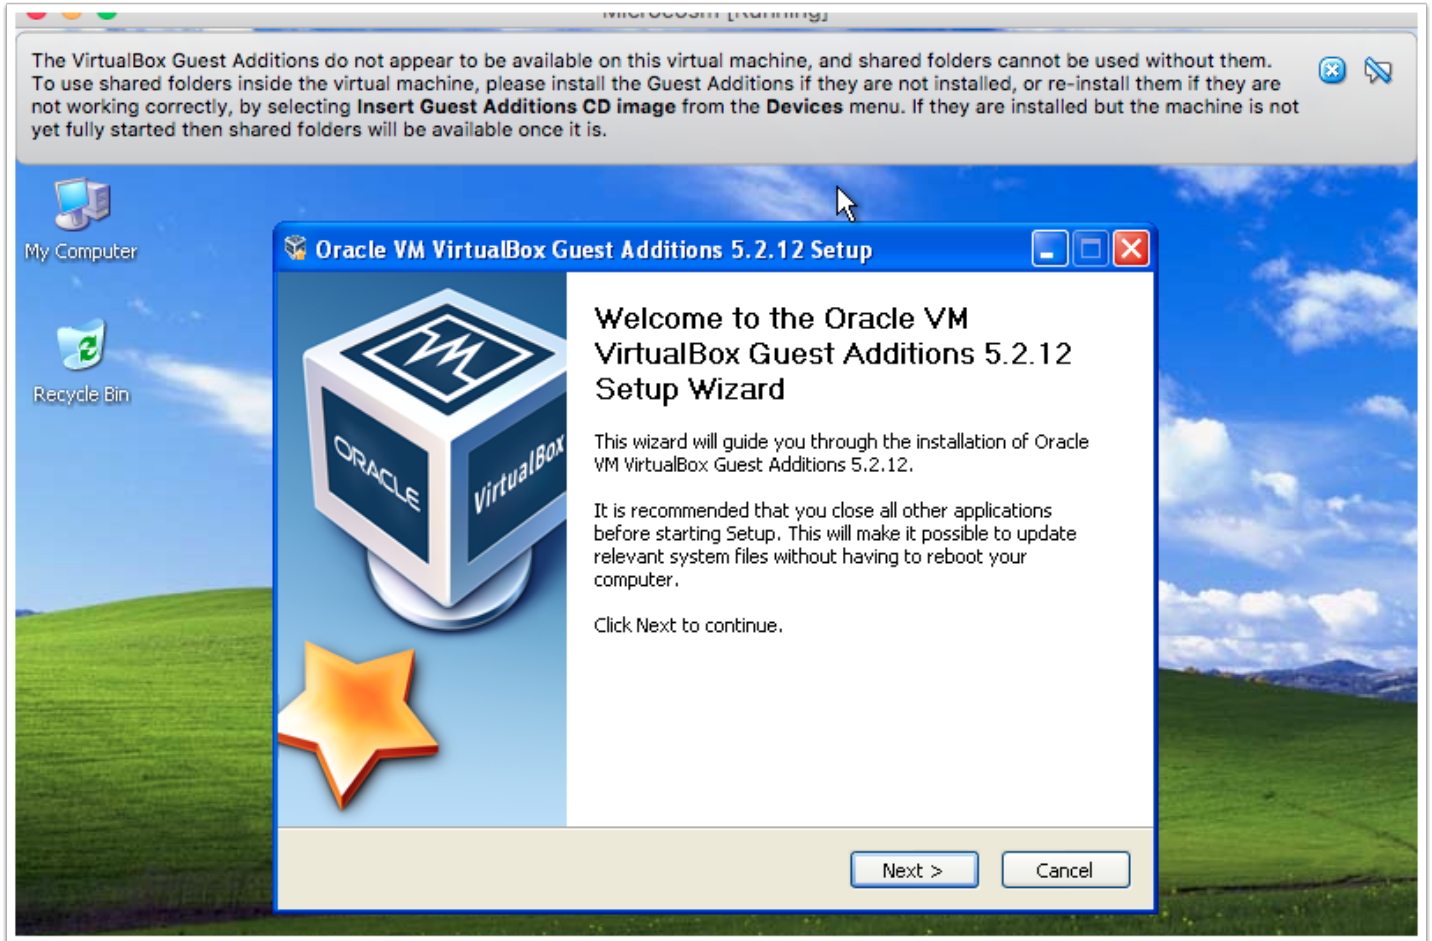 Microcosm [Running]
The VirtualBox Guest Additions do not appear to be available on this virtual machine, and shared folders cannot be used without them.
To use shared folders inside the virtual machine, please install the Guest Additions if they are not installed, or re-install them if they are
not working correctly, by selecting Insert Guest Additions CD image from the Devices menu. If they are installed but the machine is not
yet fully started then shared folders will be available once it is.
My Computer
Recycle Bin
Oracle VM VirtualBox Guest Additions 5.2.12 Setup
ORACLE
VirtualBox
Welcome to the Oracle VM
VirtualBox Guest Additions 5.2.12
Setup Wizard
This wizard will guide you through the installation of Oracle
VM VirtualBox Guest Additions 5.2.12.
It is recommended that you close all other applications
before starting Setup. This will make it possible to update
relevant system files without having to reboot your
computer.
Click Next to continue.
Next >
Cancel